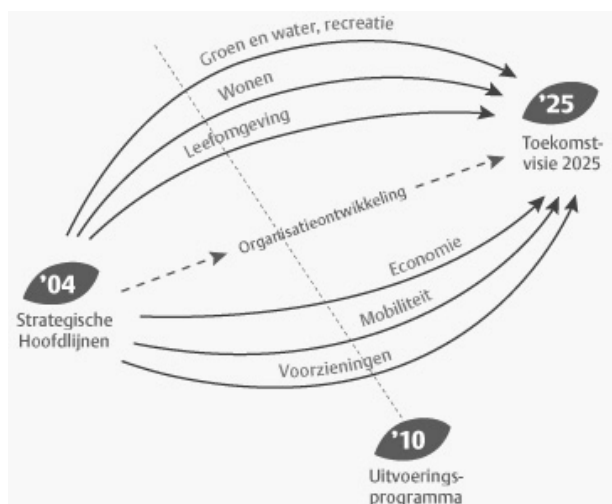 Groen en water, recreatie
Wonen
Leefomgeving
'25
Toekomst-
visie 2025
Organisatieontwikkeling
'04
Strategische
Hoofdlijnen
Economie
Mobiliteit
Voorzieningen
'10
Uitvoerings-
programma